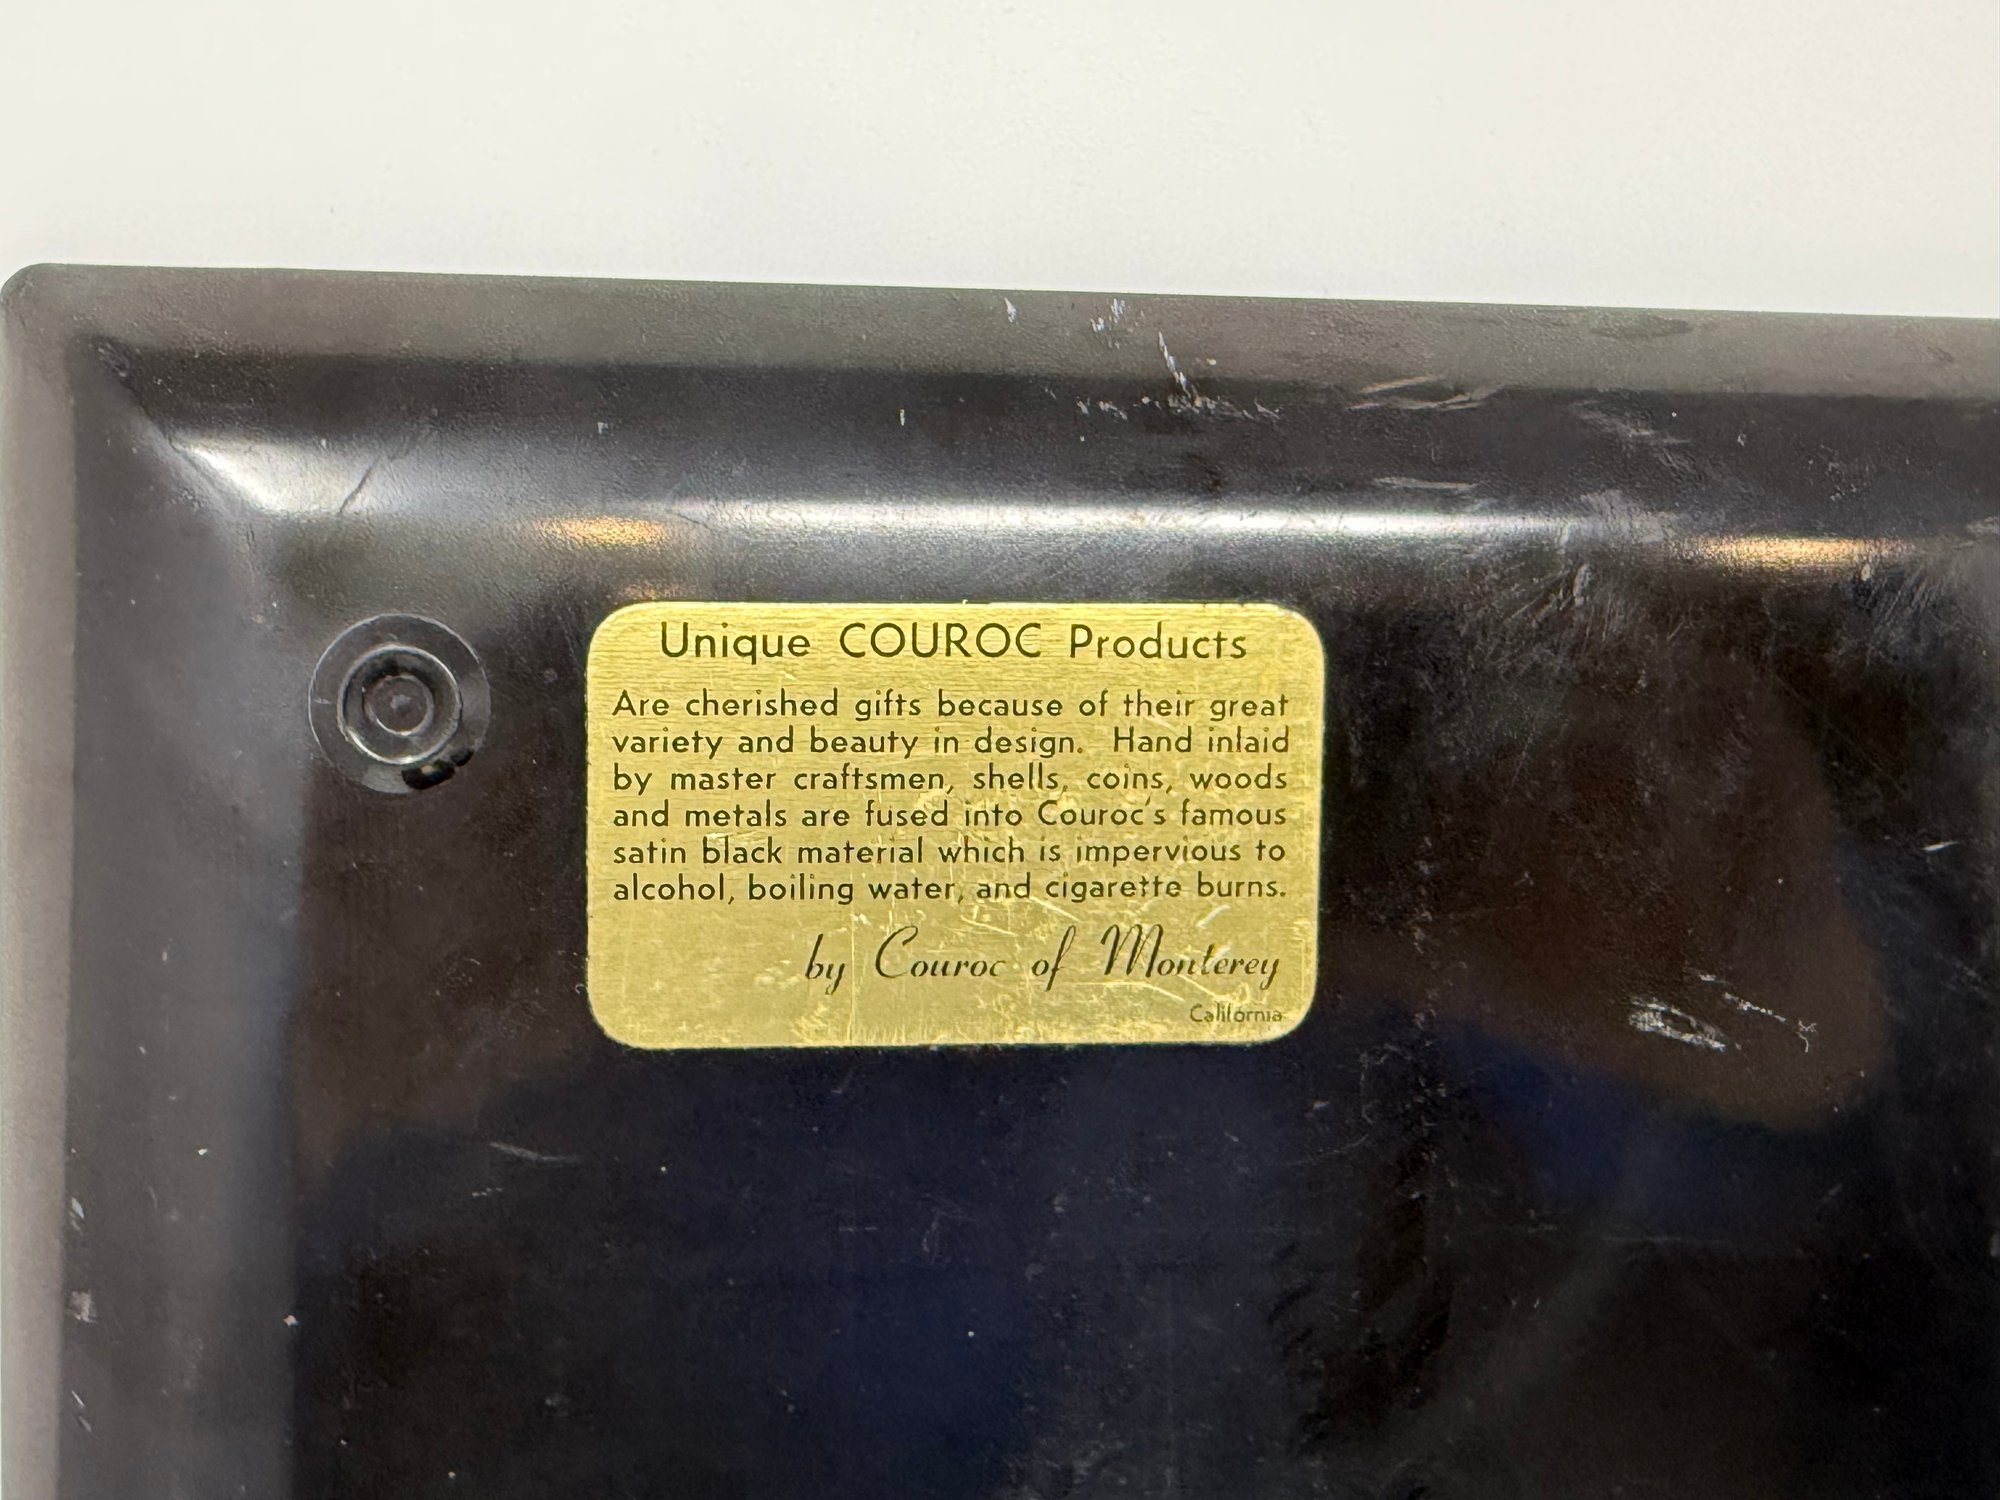 Unique COUROC Products
Are cherished gifts because of their great
variety and beauty in design. Hand inlaid
by master craftsmen, shells, coins, woods
and metals are fused into Couroc's famous
satin black material which is impervious to
alcohol, boiling water, and cigarette burns.
by Couroc of Monterey
California